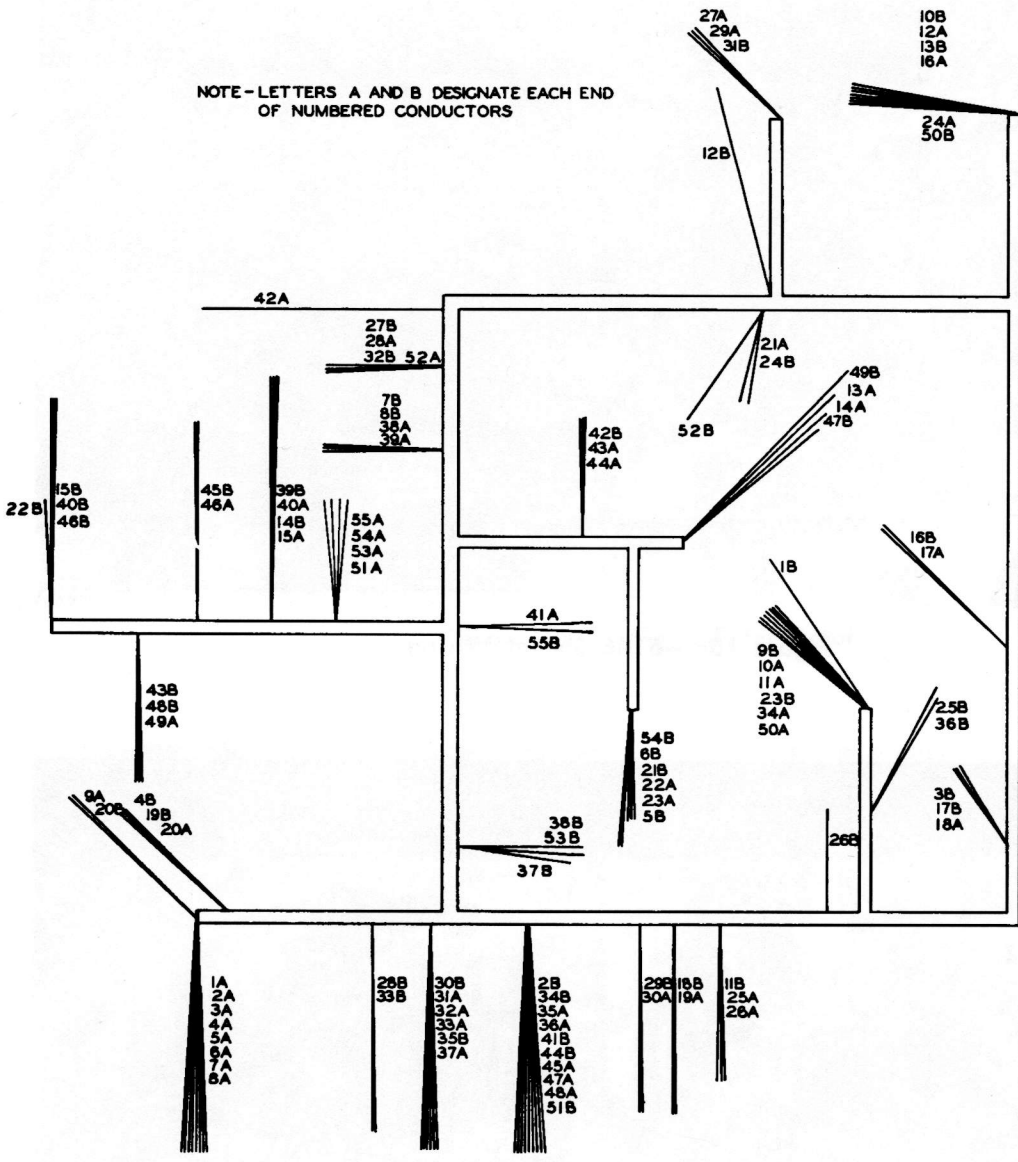 27A
29A
31B
10B
12A
13B
16A
NOTE-LETTERS A AND B DESIGNATE EACH END
OF NUMBERED CONDUCTORS
24A
50B
12B
42A
27B
28A
32B 52A
21A
24B
49B
13A
14A
47B
7B
8B
38A
39A
52B
42B
43A
44A
22B
15B
40B
46B
45B
46A
39B
40A
14B
15A
55A
54A
53A
51A
16B
17A
1B
41A
55B
9B
10A
11A
23B
34A
50A
43B
48B
49A
25B
36B
54B
6B
21B
22A
23A
5B
9A
20B
4B
19B
20A
3B
17B
18A
38B
53B
37B
26B
1A
2A
3A
4A
5A
6A
7A
8A
28B
33B
30B
31A
32A
33A
35B
37A
2B
34B
35A
36A
41B
44B
45A
47A
48A
51B
29B
30A
18B
19A
11B
25A
26A